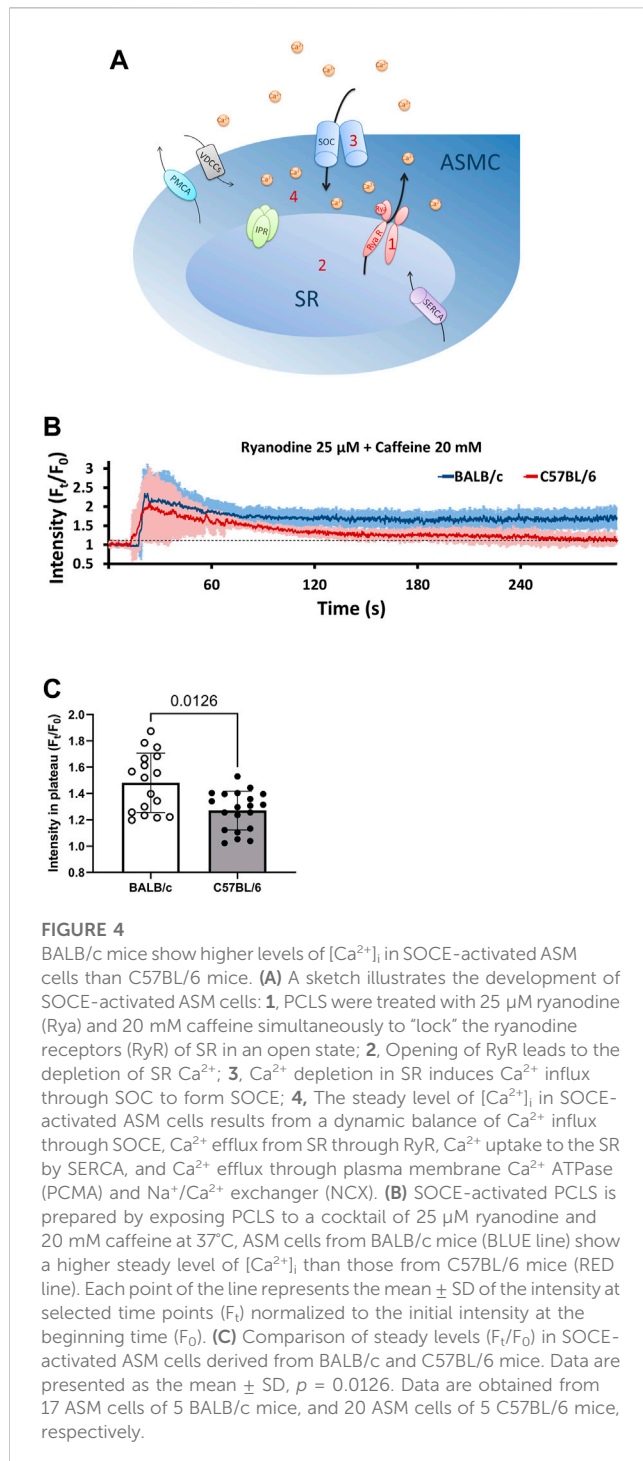 A
Ca²⁺
Ca²⁺
Ca²⁺
Ca²⁺
Ca²⁺
Ca²⁺
Ca²⁺
VDCCs
PMCA
SOC
3
ASMC
Ca²⁺
Ca²⁺
Ca²⁺
Ca²⁺
Ca²⁺
Ca²⁺
4
IPR
Rya
Rya R
1
2
SR
SERCA
B
Ryanodine 25 µM + Caffeine 20 mM
BALB/c
C57BL/6
Intensity (Fₜ/F₀)
3
2.5
2
1.5
1
0.5
60
120
180
240
Time (s)
C
0.0126
Intensity in plateau (Fₜ/F₀)
2.0
1.8
1.6
1.4
1.2
1.0
0.8
BALB/c
C57BL/6
FIGURE 4
BALB/c mice show higher levels of [Ca²⁺]ᵢ in SOCE-activated ASM
cells than C57BL/6 mice. (A) A sketch illustrates the development of
SOCE-activated ASM cells: 1, PCLS were treated with 25 µM ryanodine
(Rya) and 20 mM caffeine simultaneously to "lock" the ryanodine
receptors (RyR) of SR in an open state; 2, Opening of RyR leads to the
depletion of SR Ca²⁺; 3, Ca²⁺ depletion in SR induces Ca²⁺ influx
through SOC to form SOCE; 4, The steady level of [Ca²⁺]ᵢ in SOCE-
activated ASM cells results from a dynamic balance of Ca²⁺ influx
through SOCE, Ca²⁺ efflux from SR through RyR, Ca²⁺ uptake to the SR
by SERCA, and Ca²⁺ efflux through plasma membrane Ca²⁺ ATPase
(PCMA) and Na⁺/Ca²⁺ exchanger (NCX). (B) SOCE-activated PCLS is
prepared by exposing PCLS to a cocktail of 25 µM ryanodine and
20 mM caffeine at 37°C, ASM cells from BALB/c mice (BLUE line) show
a higher steady level of [Ca²⁺]ᵢ than those from C57BL/6 mice (RED
line). Each point of the line represents the mean ± SD of the intensity at
selected time points (Fₜ) normalized to the initial intensity at the
beginning time (F₀). (C) Comparison of steady levels (Fₜ/F₀) in SOCE-
activated ASM cells derived from BALB/c and C57BL/6 mice. Data are
presented as the mean ± SD, p = 0.0126. Data are obtained from
17 ASM cells of 5 BALB/c mice, and 20 ASM cells of 5 C57BL/6 mice,
respectively.